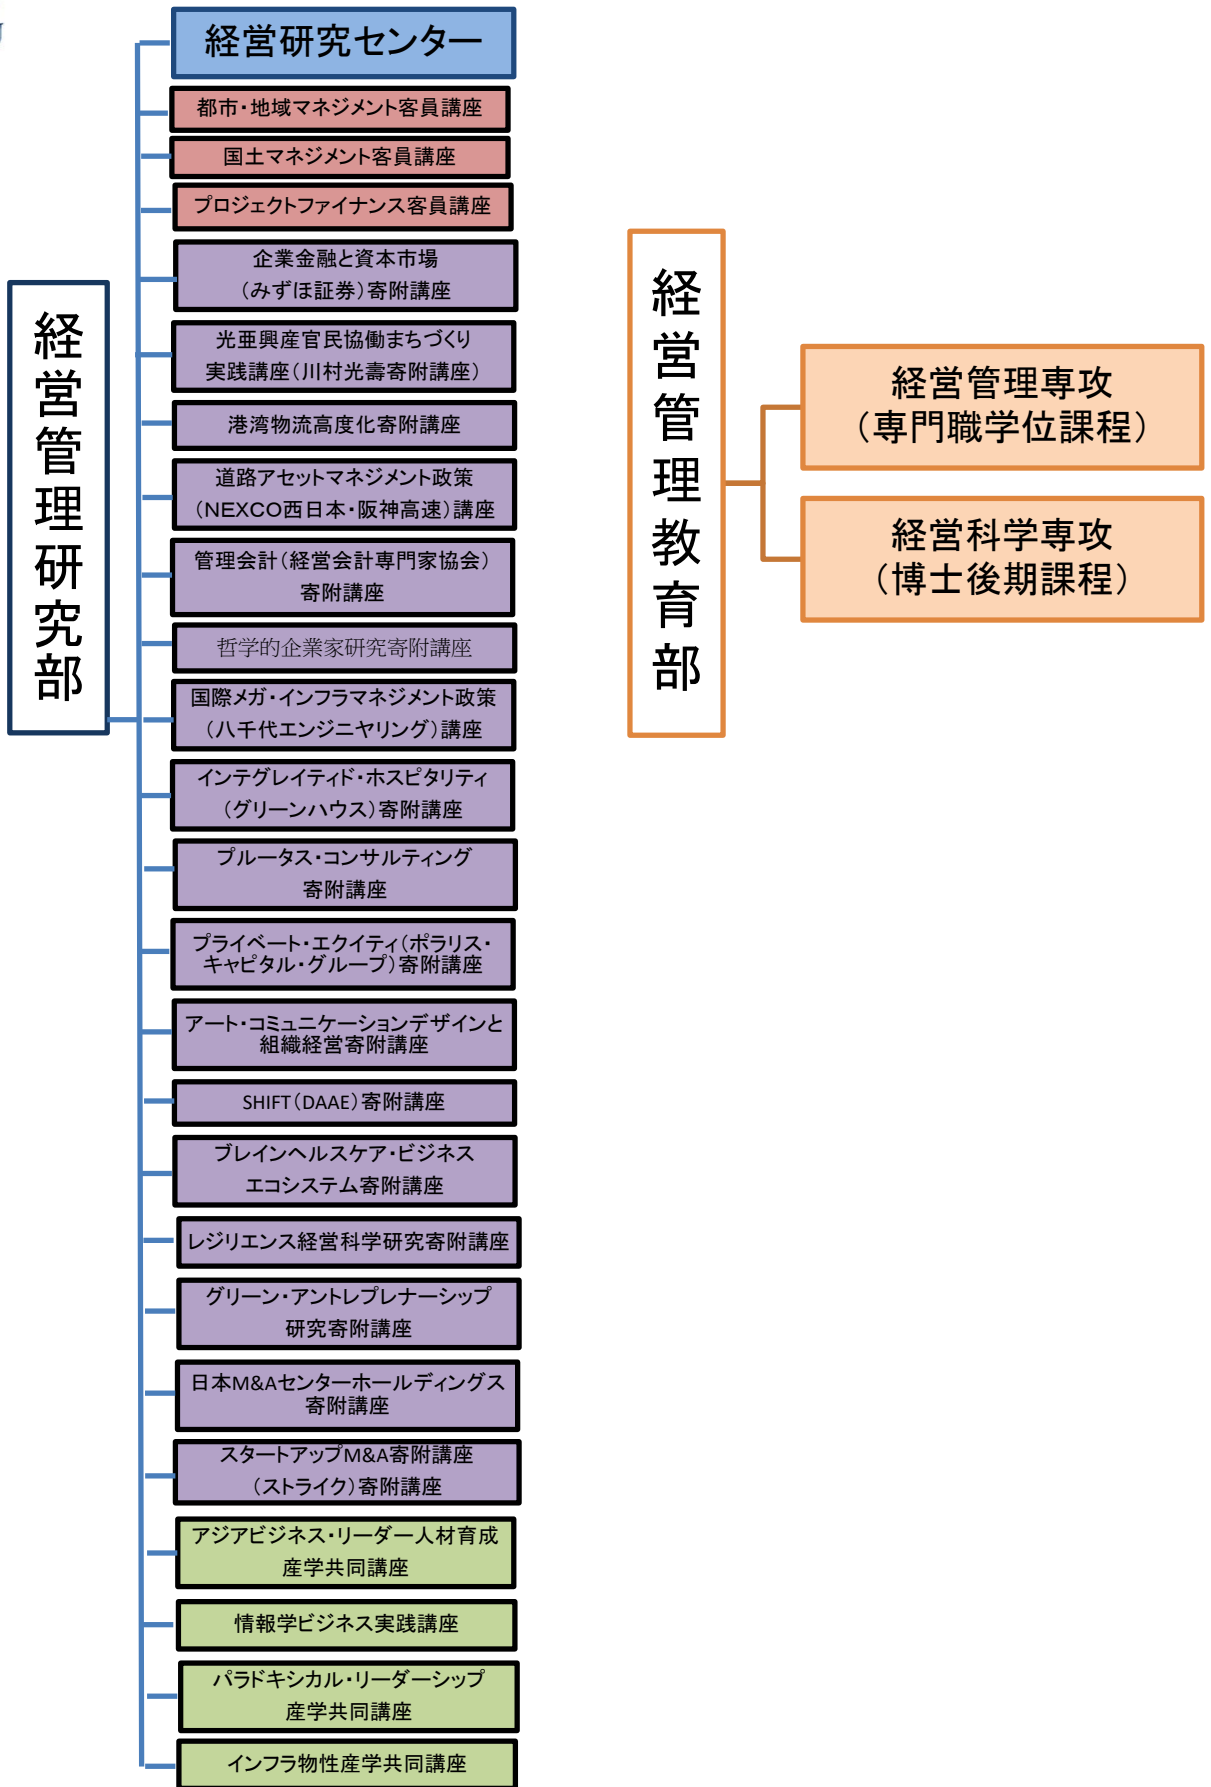 経営研究センター
都市・地域マネジメント客員講座
国土マネジメント客員講座
プロジェクトファイナンス客員講座
企業金融と資本市場
（みずほ証券）寄附講座
光亜興産官民協働まちづくり
実践講座（川村光壽寄附講座）
港湾物流高度化寄附講座
道路アセットマネジメント政策
（NEXCO西日本・阪神高速）講座
管理会計（経営会計専門家協会）
寄附講座
哲学的企業家研究寄附講座
国際メガ・インフラマネジメント政策
（八千代エンジニヤリング）講座
インテグレイティド・ホスピタリティ
（グリーンハウス）寄附講座
プルータス・コンサルティング
寄附講座
プライベート・エクイティ（ポラリス・
キャピタル・グループ）寄附講座
アート・コミュニケーションデザインと
組織経営寄附講座
SHIFT（DAAE）寄附講座
ブレインヘルスケア・ビジネス
エコシステム寄附講座
レジリエンス経営科学研究寄附講座
グリーン・アントレプレナーシップ
研究寄附講座
日本M&Aセンターホールディングス
寄附講座
スタートアップM&A寄附講座
（ストライク）寄附講座
アジアビジネス・リーダー人材育成
産学共同講座
情報学ビジネス実践講座
パラドキシカル・リーダーシップ
産学共同講座
インフラ物性産学共同講座
経営管理研究部
経営管理教育部
経営管理専攻
（専門職学位課程）
経営科学専攻
（博士後期課程）